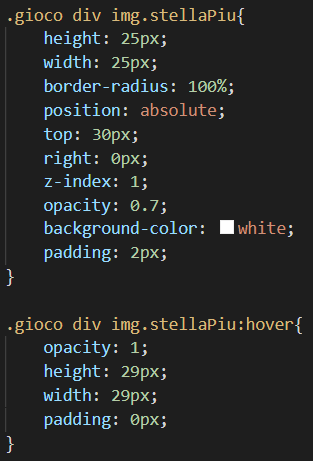 .gioco div img.stellaPiu{
height: 25px;
width: 25px;
border-radius: 100%;
position: absolute;
top: 30px;
right: 0px;
z-index: 1;
opacity: 0.7;
background-color: white;
padding: 2px;
}
.gioco div img.stellaPiu:hover{
opacity: 1;
height: 29px;
width: 29px;
padding: 0px;
}